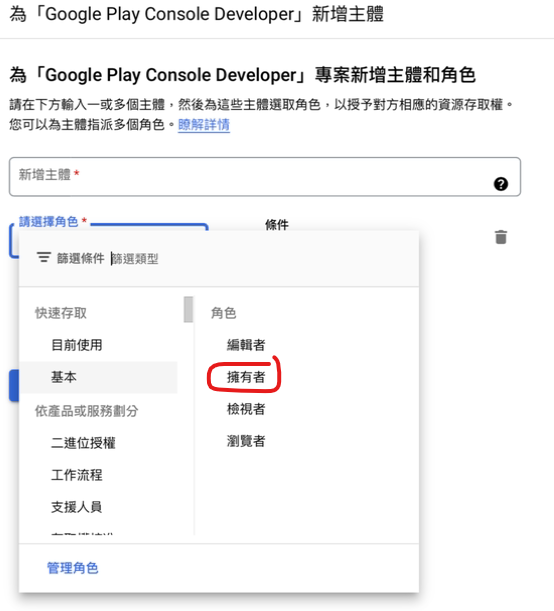 為「Google Play Console Developer」新增主體
為「Google Play Console Developer」專案新增主體和角色
請在下方輸入一或多個主體，然後為這些主體選取角色，以授予對方相應的資源存取權。
您可以為主體指派多個角色。瞭解詳情
新增主體 *
請選擇角色 *
條件
篩選條件 篩選類型
快速存取
目前使用
基本
依產品或服務劃分
二進位授權
工作流程
支援人員
角色
編輯者
擁有者
檢視者
瀏覽者
管理角色